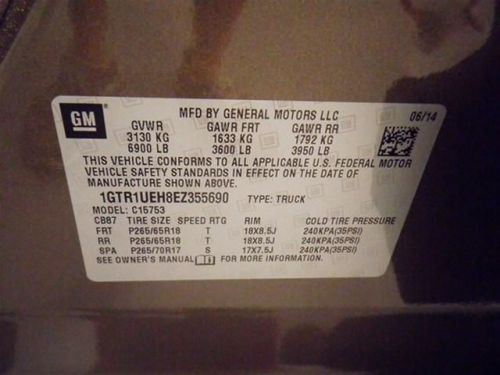 GM
MFD BY GENERAL MOTORS LLC 06/14
GVWR GAWR FRT GAWR RR
3130 KG 1633 KG 1792 KG
6900 LB 3600 LB 3950 LB
THIS VEHICLE CONFORMS TO ALL APPLICABLE U.S. FEDERAL MOTOR
VEHICLE SAFETY STANDARDS IN EFFECT ON THE DATE OF
MANUFACTURE SHOWN ABOVE.
1GTR1UEH8EZ355690 TYPE: TRUCK
MODEL: C15753
CB87 TIRE SIZE SPEED RTG RIM COLD TIRE PRESSURE
FRT P265/65R18 T 18X8.5J 240KPA(35PSI)
RR P265/65R18 T 18X8.5J 240KPA(35PSI)
SPA P265/70R17 S 17X7.5J 240KPA(35PSI)
SEE OWNER'S MANUAL FOR MORE INFORMATION.